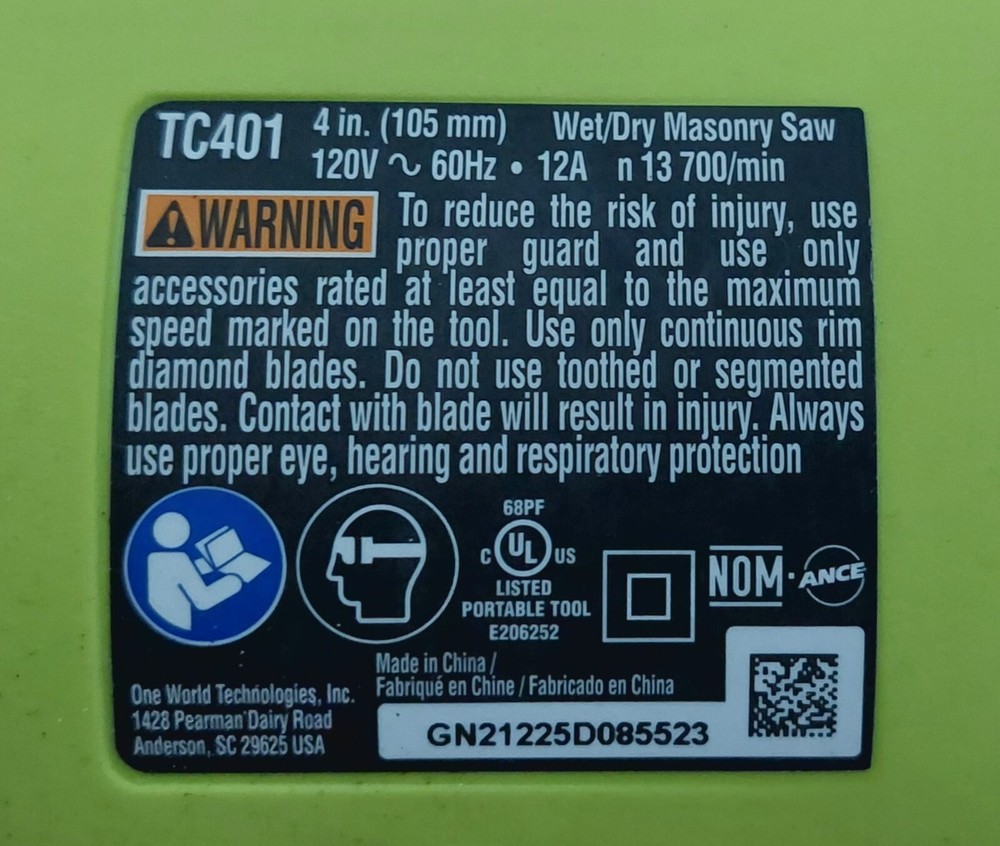 TC401 4 in. (105 mm) Wet/Dry Masonry Saw
120V ∿ 60Hz • 12A n 13 700/min
WARNING To reduce the risk of injury, use
proper guard and use only
accessories rated at least equal to the maximum
speed marked on the tool. Use only continuous rim
diamond blades. Do not use toothed or segmented
blades. Contact with blade will result in injury. Always
use proper eye, hearing and respiratory protection
68PF
C UL US
LISTED
PORTABLE TOOL
E206252
NOM-ANCE
One World Technologies, Inc.
1428 Pearman Dairy Road
Anderson, SC 29625 USA
Made in China /
Fabriqué en Chine / Fabricado en China
GN21225D085523